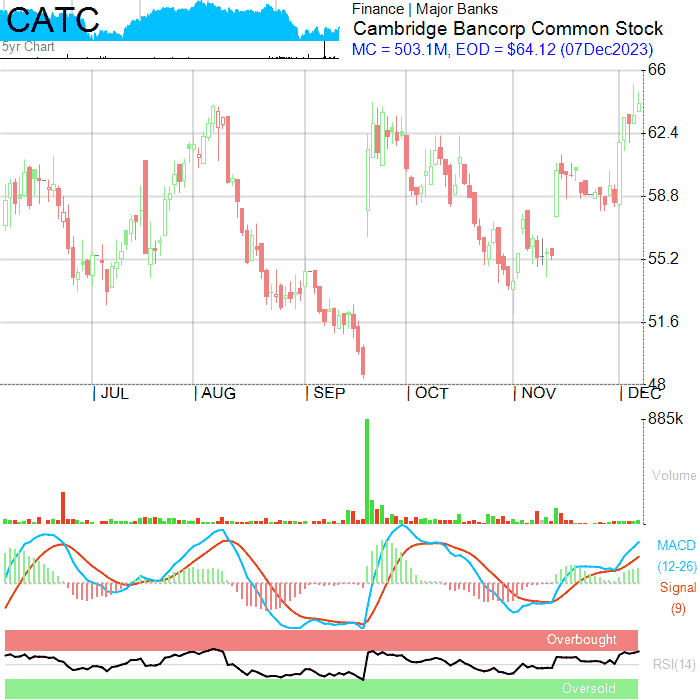 CATC
Finance | Major Banks
Cambridge Bancorp Common Stock
MC = 503.1M, EOD = $64.12 (07Dec2023)
5yr Chart
66
62.4
58.8
55.2
51.6
48
JUL AUG SEP OCT NOV DEC
885k
Volume
MACD
(12-26)
Signal
(9)
Overbought
RSI(14)
Oversold